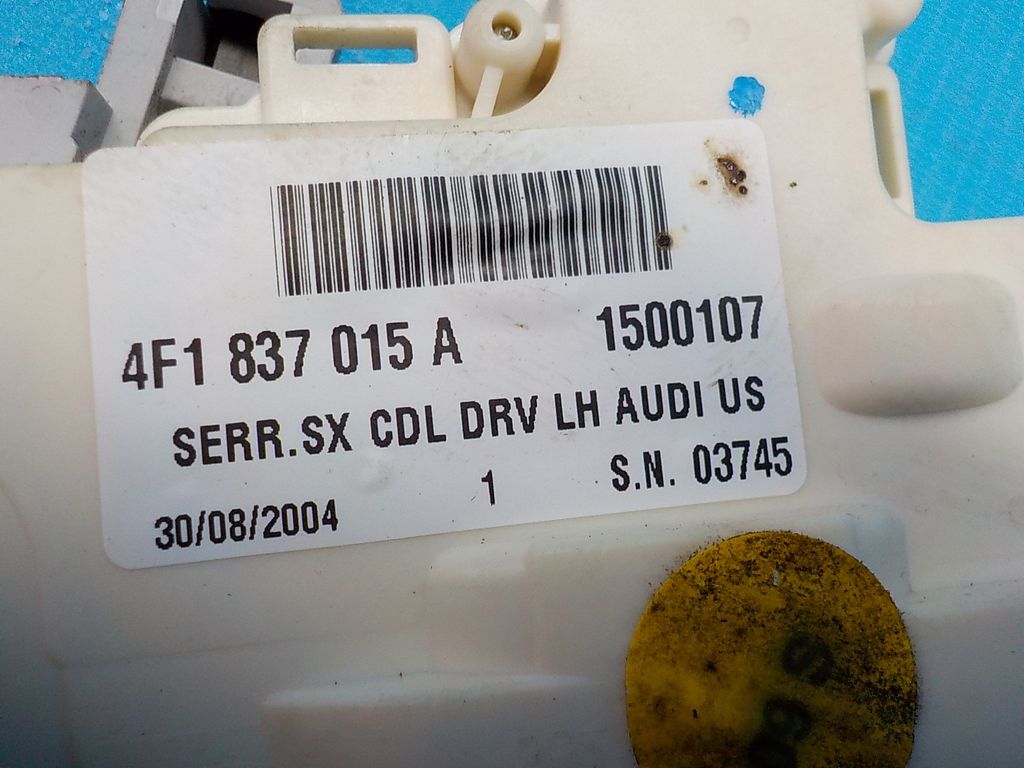 4F1 837 015 A 1500107
SERR.SX CDL DRV LH AUDI US
30/08/2004 1 S.N. 03745